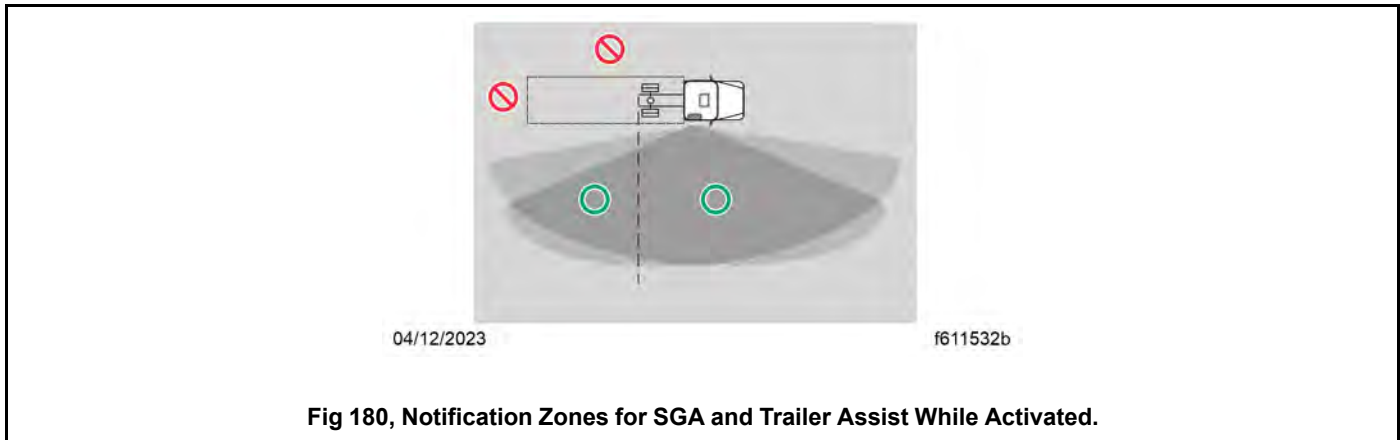 04/12/2023 f611532b
Fig 180, Notification Zones for SGA and Trailer Assist While Activated.